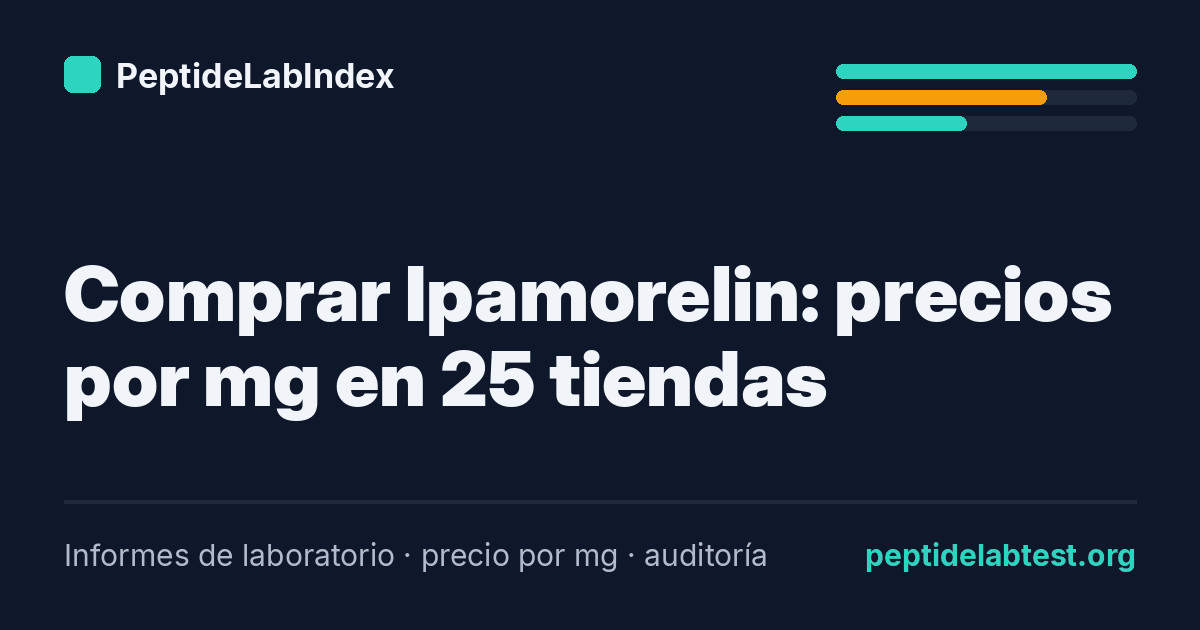 PeptideLabIndex
Comprar Ipamorelin: precios
por mg en 25 tiendas
Informes de laboratorio · precio por mg · auditoría
peptidelabtest.org